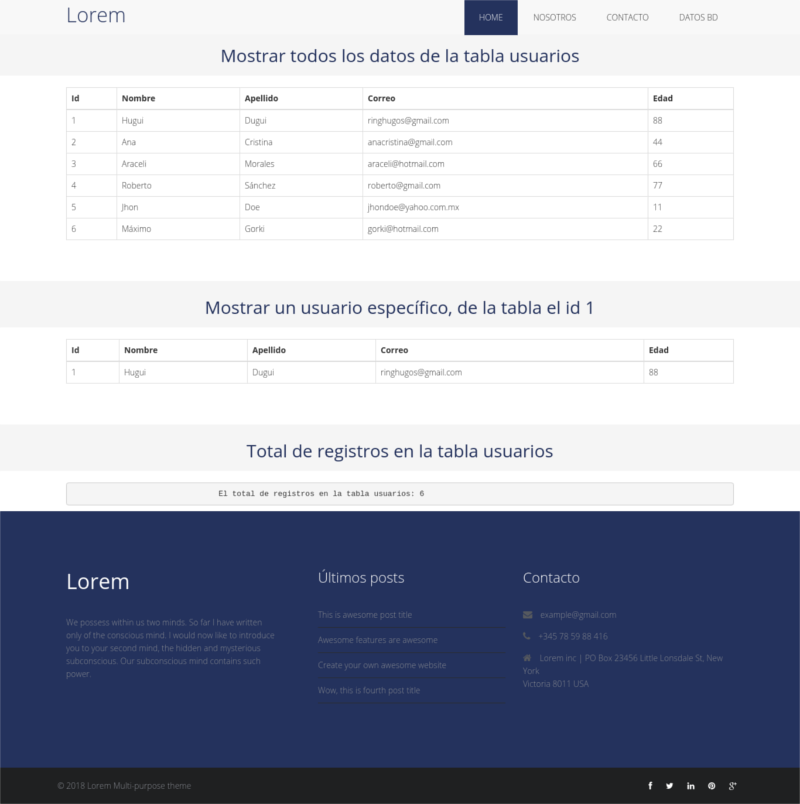 Lorem
HOME NOSOTROS CONTACTO DATOS BD
Mostrar todos los datos de la tabla usuarios
Id Nombre Apellido Correo Edad
1 Hugui Dugui ringhugos@gmail.com 88
2 Ana Cristina anacristina@gmail.com 44
3 Araceli Morales araceli@hotmail.com 66
4 Roberto Sánchez roberto@gmail.com 77
5 Jhon Doe jhondoe@yahoo.com.mx 11
6 Máximo Gorki gorki@hotmail.com 22
Mostrar un usuario específico, de la tabla el id 1
Id Nombre Apellido Correo Edad
1 Hugui Dugui ringhugos@gmail.com 88
Total de registros en la tabla usuarios
El total de registros en la tabla usuarios: 6
Lorem
We possess within us two minds. So far I have written
only of the conscious mind. I would now like to introduce
you to your second mind, the hidden and mysterious
subconscious. Our subconscious mind contains such
power.
Últimos posts
This is awesome post title
Awesome features are awesome
Create your own awesome website
Wow, this is fourth post title
Contacto
example@gmail.com
+345 78 59 88 416
Lorem inc | PO Box 23456 Little Lonsdale St, New
York
Victoria 8011 USA
© 2018 Lorem Multi-purpose theme